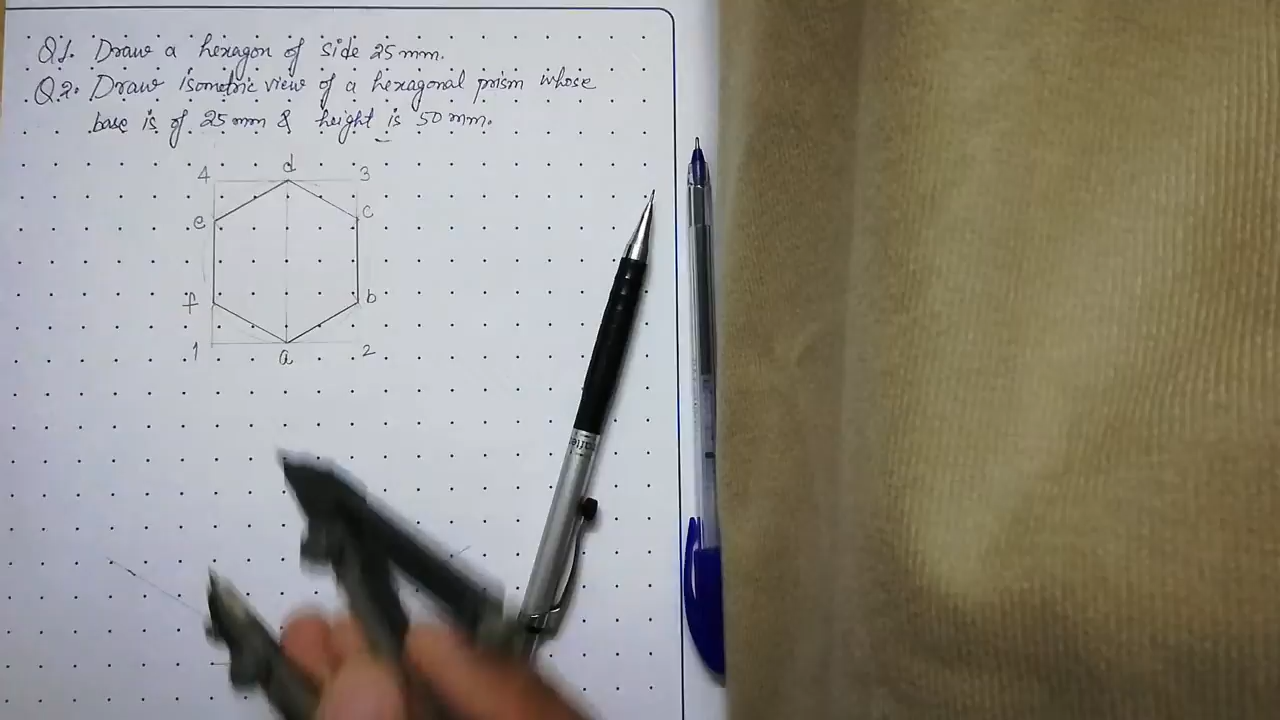 Q1. Draw a hexagon of side 25 mm.
Q2. Draw isometric view of a hexagonal prism whose
base is of 25 mm & height is 50 mm.
4 d 3
e c
f b
1 a 2